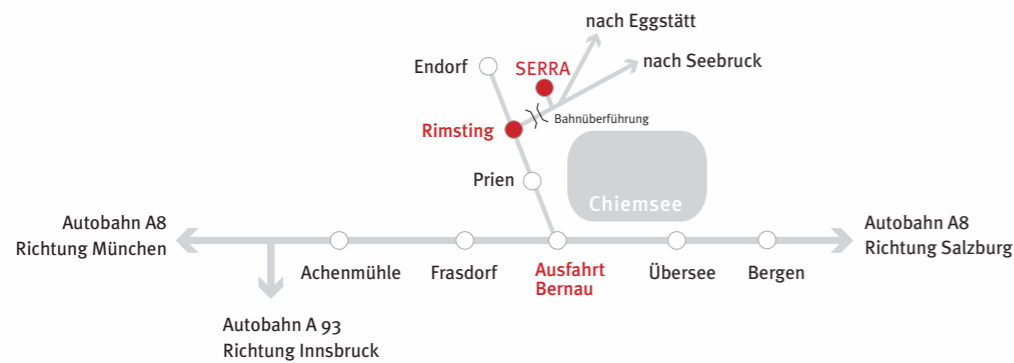 nach Eggstätt
Endorf
SERRA
nach Seebruck
Bahnüberführung
Rimsting
Prien
Chiemsee
Autobahn A8
Richtung München
Autobahn A8
Richtung Salzburg
Achenmühle
Frasdorf
Ausfahrt
Bernau
Übersee
Bergen
Autobahn A 93
Richtung Innsbruck